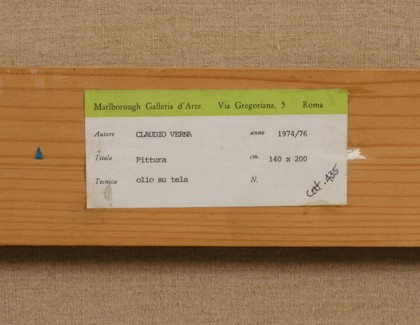 Marlborough Galleria d'Arte Via Gregoriana, 5 Roma
Autore CLAUDIO VERNA anno 1974/76
Titolo Pittura cm. 140 x 200
Tecnica olio su tela N.
cat. 435